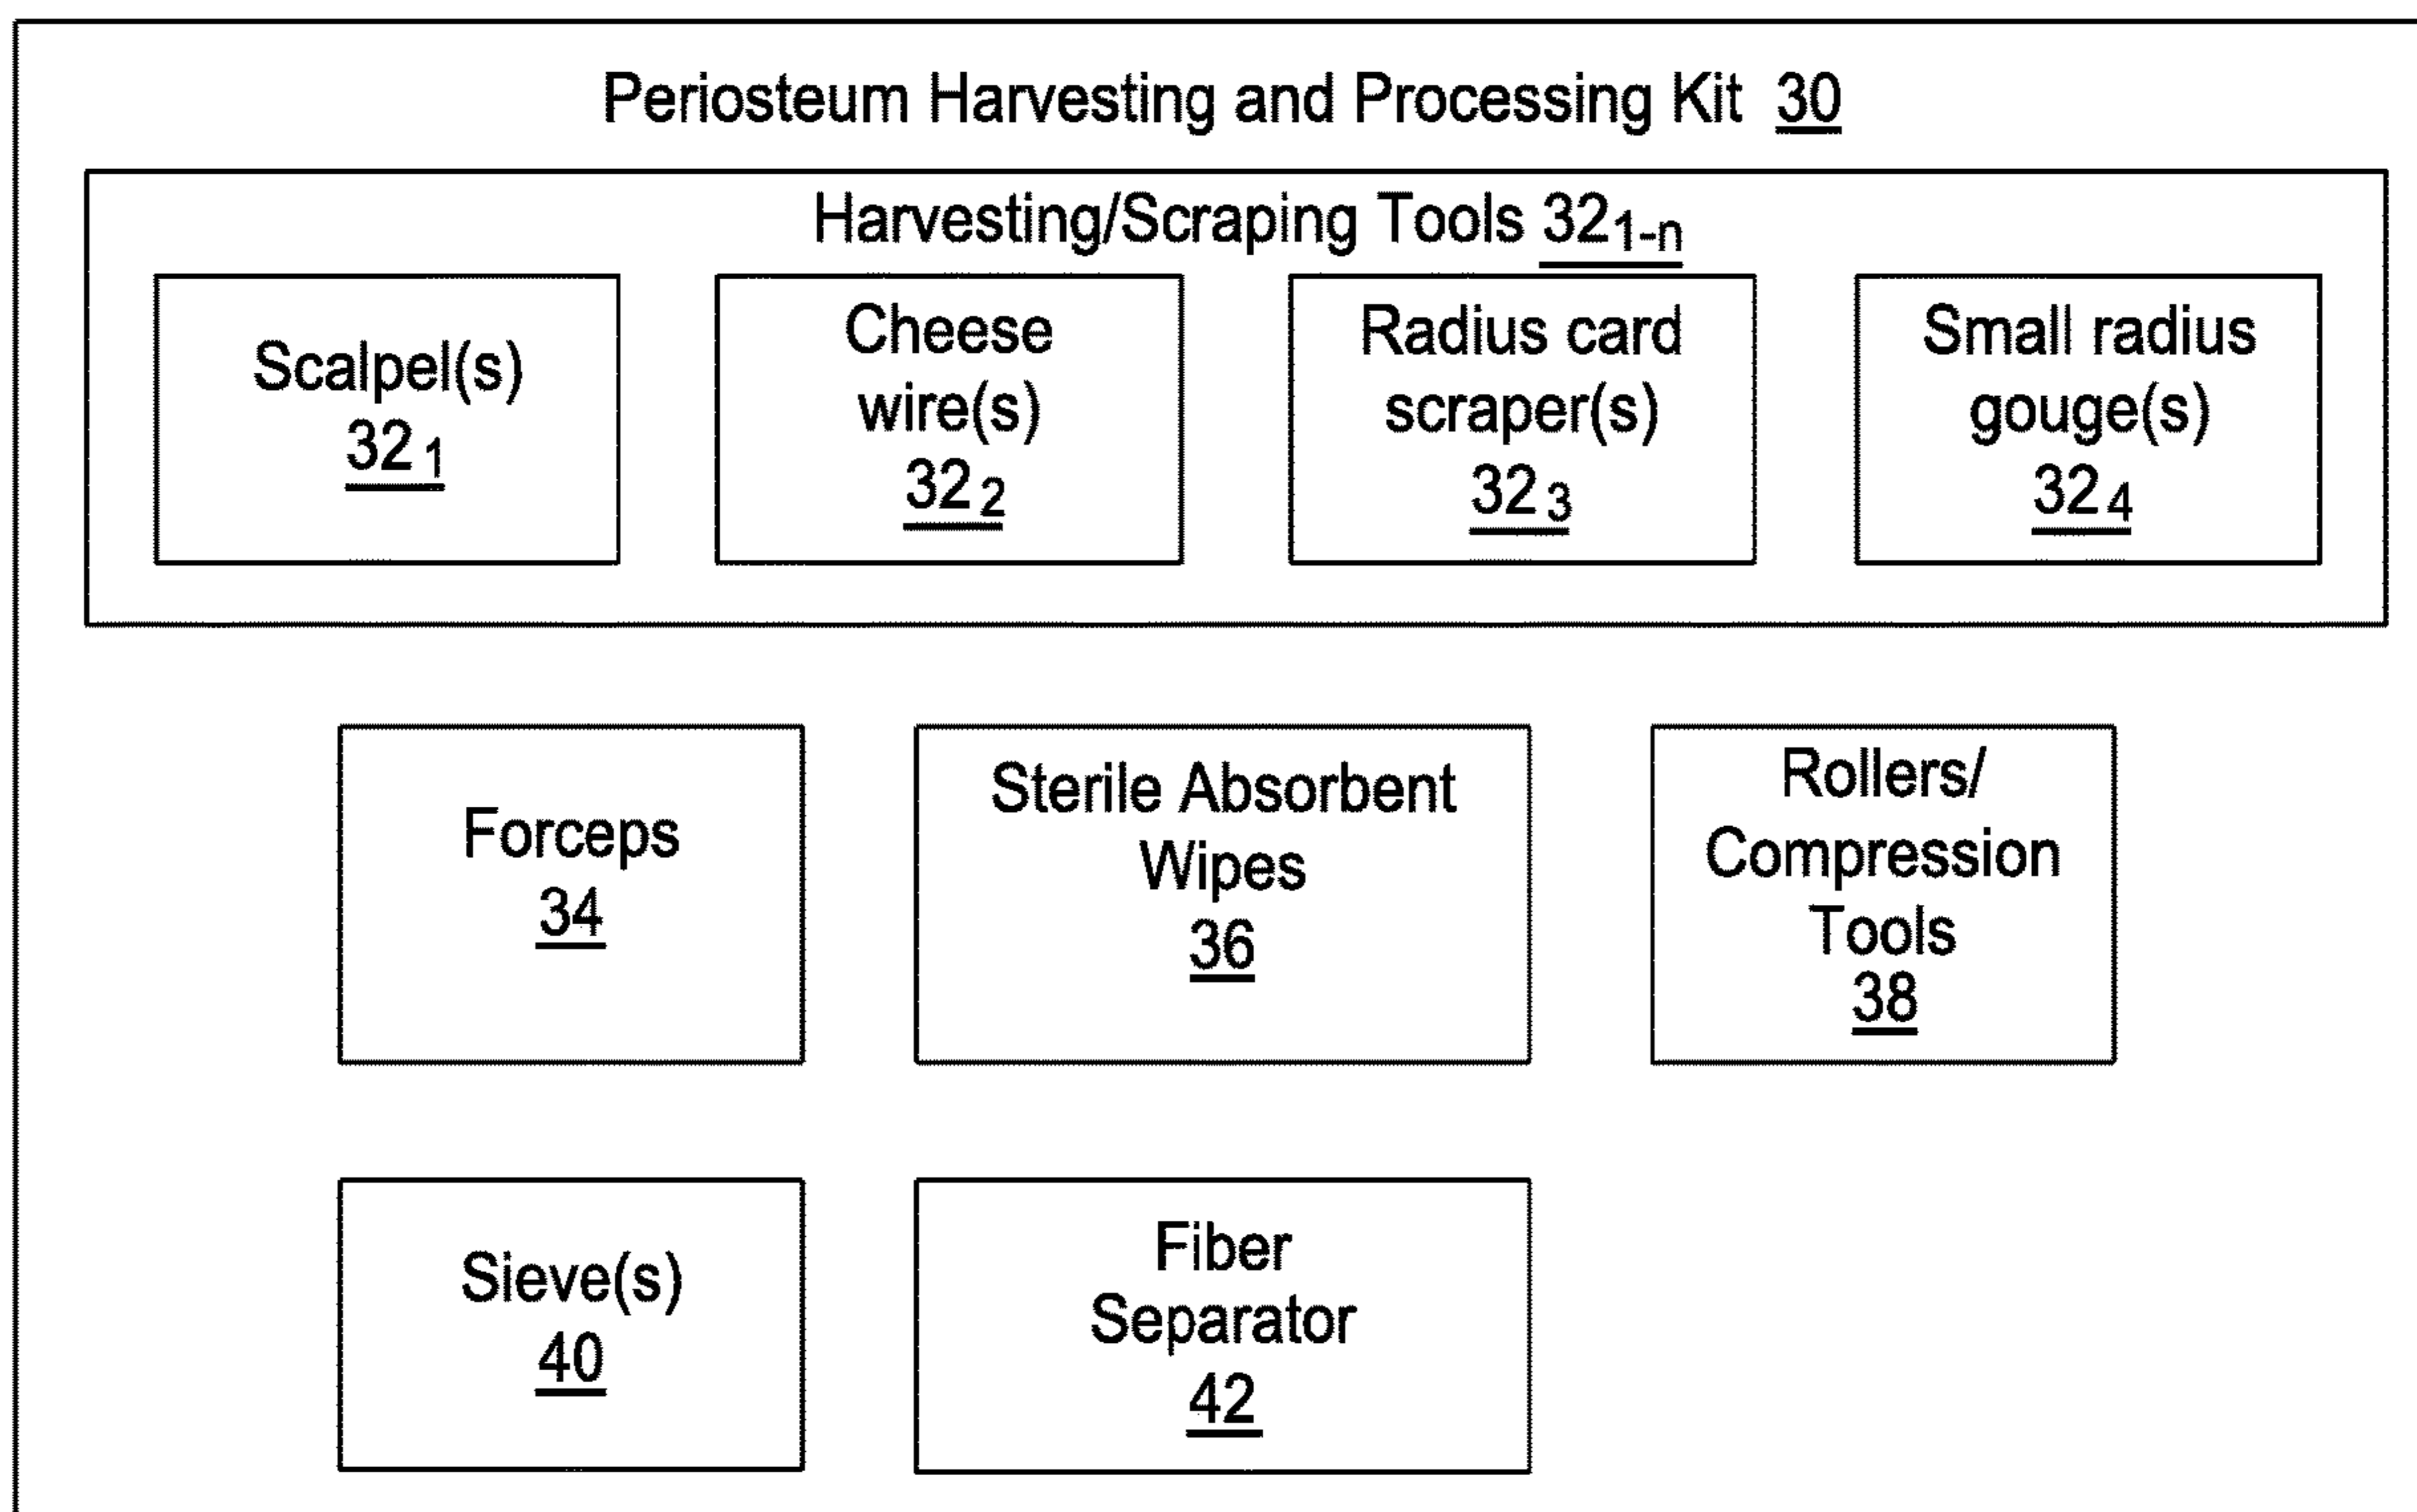 Periosteum Harvesting and Processing Kit 30
Harvesting/Scraping Tools 32₁₋ₙ
Scalpel(s)
32₁
Cheese
wire(s)
32₂
Radius card
scraper(s)
32₃
Small radius
gouge(s)
32₄
Forceps
34
Sterile Absorbent
Wipes
36
Rollers/
Compression
Tools
38
Sieve(s)
40
Fiber
Separator
42